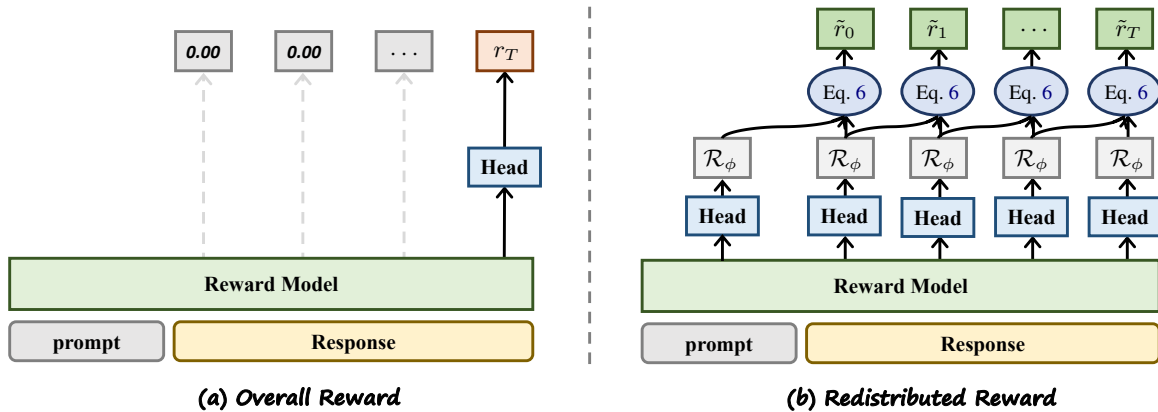 0.00 0.00 ... r_T
Head
Reward Model
prompt Response
(a) Overall Reward
r̃_0 r̃_1 ... r̃_T
Eq. 6 Eq. 6 Eq. 6 Eq. 6
ℛ_ϕ ℛ_ϕ ℛ_ϕ ℛ_ϕ ℛ_ϕ
Head Head Head Head Head
Reward Model
prompt Response
(b) Redistributed Reward